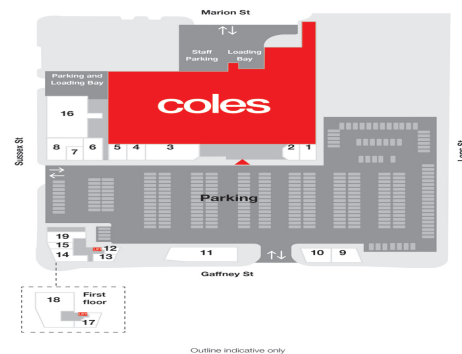 Marion St
Staff
Parking
Loading
Bay
Parking and
Loading Bay
coles
16
8
7
6
5
4
3
2
1
Sussex St
Parking
19
15
14
12
13
11
10
9
Gaffney St
18
First
floor
17
Outline indicative only